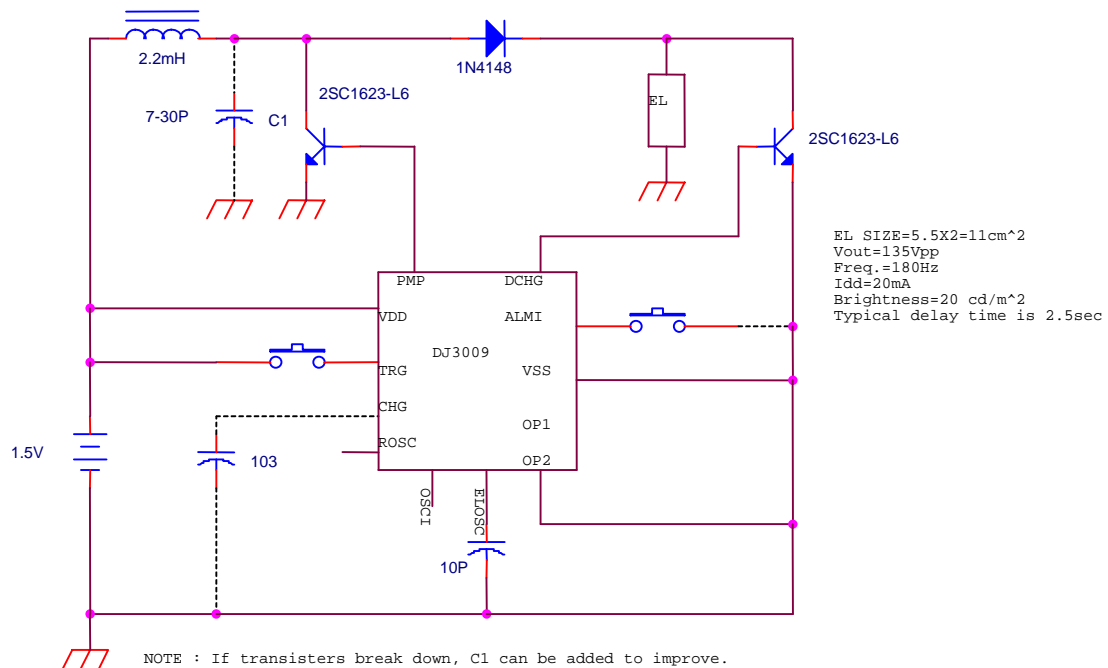 2.2mH
1N4148
2SC1623-L6
7-30P
C1
EL
2SC1623-L6
EL SIZE=5.5X2=11cm^2
Vout=135Vpp
Freq.=180Hz
Idd=20mA
Brightness=20 cd/m^2
Typical delay time is 2.5sec
PMP
DCHG
VDD
ALMI
DJ3009
TRG
VSS
CHG
OP1
ROSC
OP2
1.5V
103
OSCI
ELOSC
10P
NOTE : If transisters break down, C1 can be added to improve.